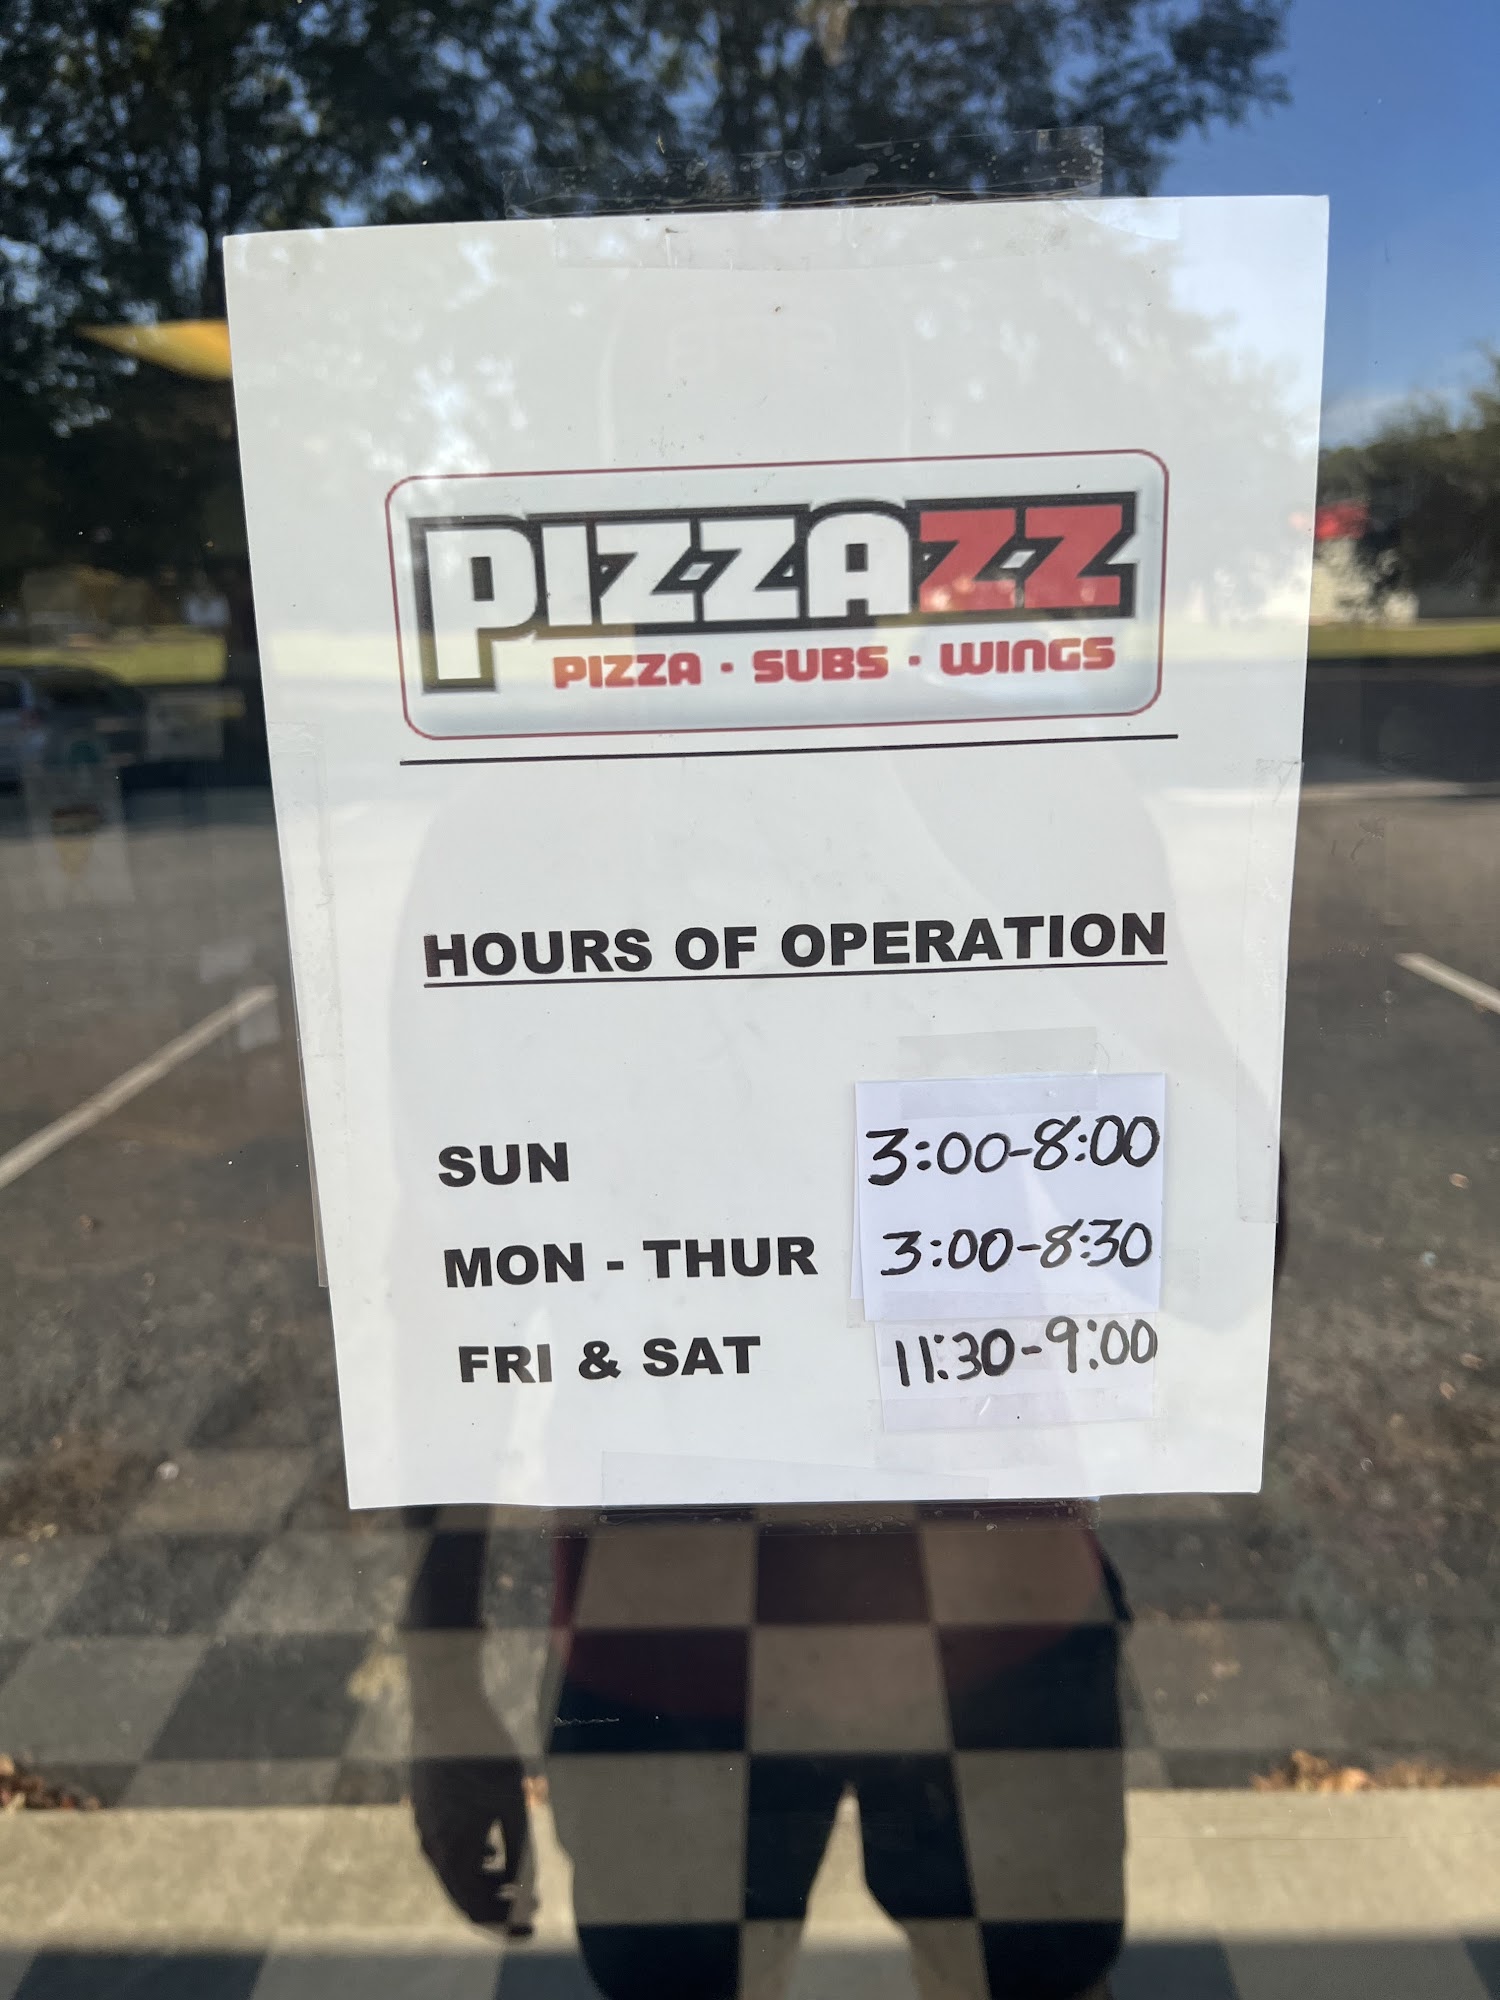 PIZZAZZ
PIZZA · SUBS · WINGS
HOURS OF OPERATION
SUN 3:00-8:00
MON - THUR 3:00-8:30
FRI & SAT 11:30-9:00